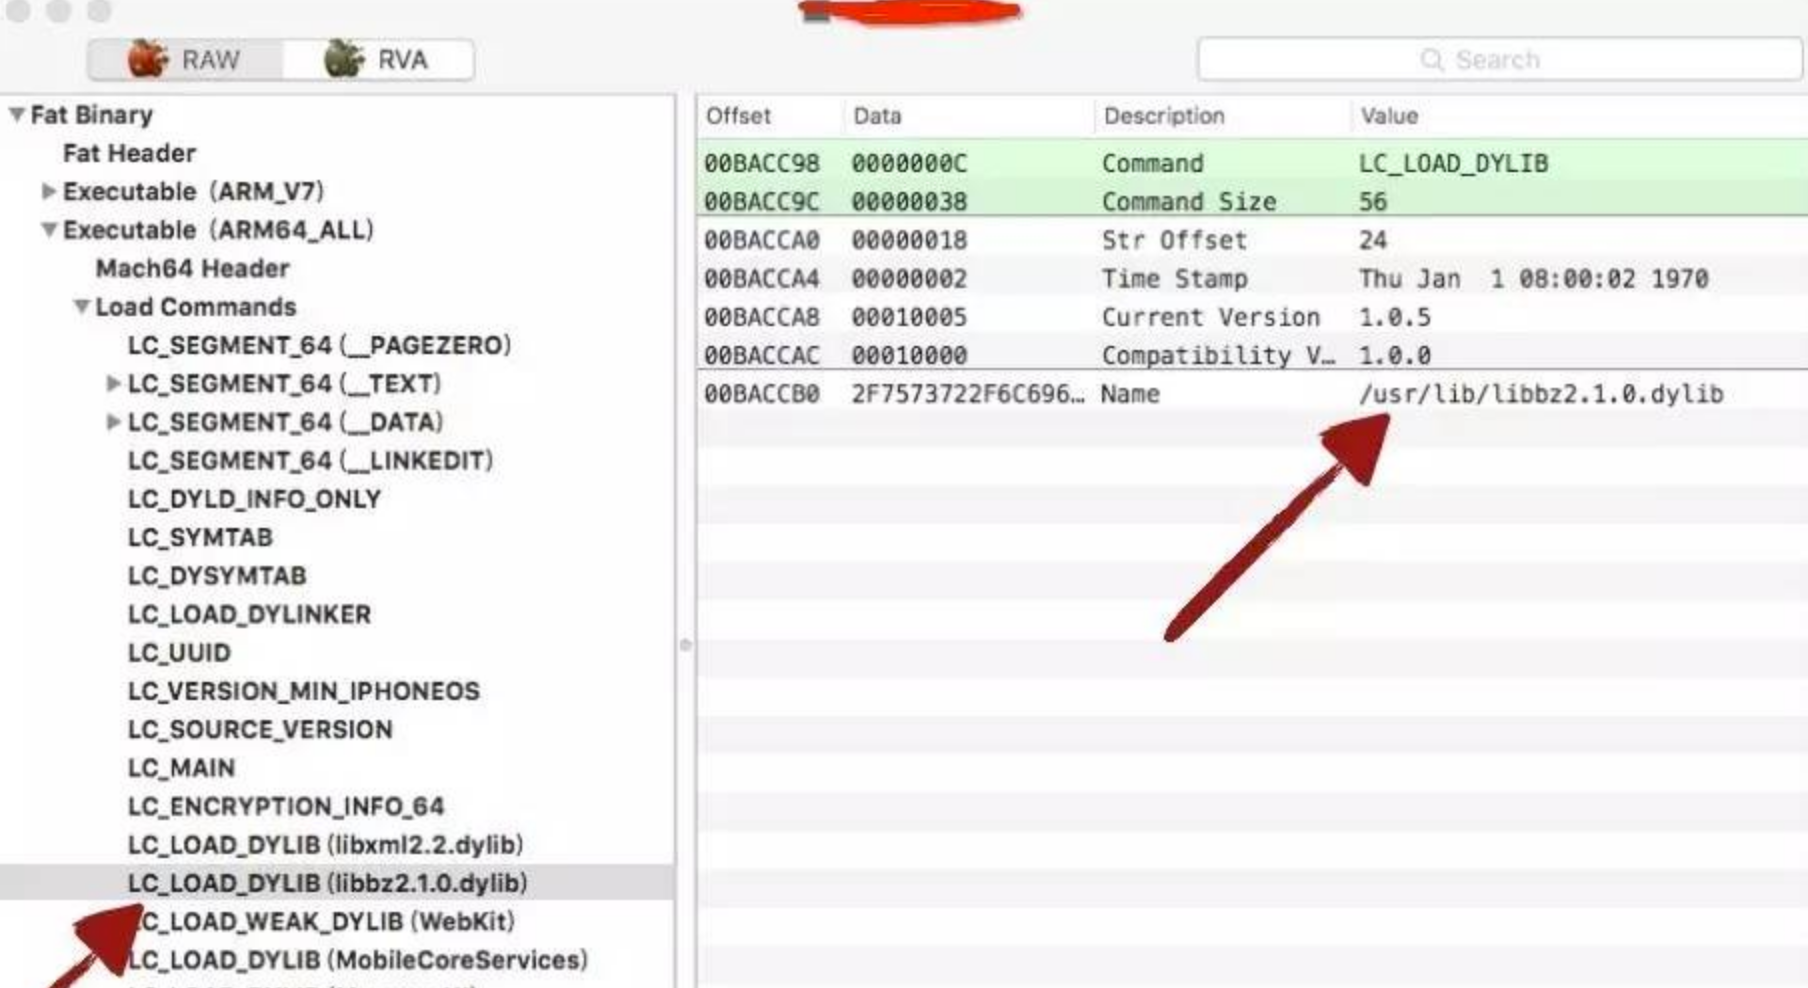 RAW RVA Search
Fat Binary
Fat Header
Executable (ARM_V7)
Executable (ARM64_ALL)
Mach64 Header
Load Commands
LC_SEGMENT_64 (__PAGEZERO)
LC_SEGMENT_64 (__TEXT)
LC_SEGMENT_64 (__DATA)
LC_SEGMENT_64 (__LINKEDIT)
LC_DYLD_INFO_ONLY
LC_SYMTAB
LC_DYSYMTAB
LC_LOAD_DYLINKER
LC_UUID
LC_VERSION_MIN_IPHONEOS
LC_SOURCE_VERSION
LC_MAIN
LC_ENCRYPTION_INFO_64
LC_LOAD_DYLIB (libxml2.2.dylib)
LC_LOAD_DYLIB (libbz2.1.0.dylib)
C_LOAD_WEAK_DYLIB (WebKit)
LC_LOAD_DYLIB (MobileCoreServices)
Offset Data Description Value
00BACC98 0000000C Command LC_LOAD_DYLIB
00BACC9C 00000038 Command Size 56
00BACCA0 00000018 Str Offset 24
00BACCA4 00000002 Time Stamp Thu Jan 1 08:00:02 1970
00BACCA8 00010005 Current Version 1.0.5
00BACCAC 00010000 Compatibility V… 1.0.0
00BACCB0 2F7573722F6C696… Name /usr/lib/libbz2.1.0.dylib